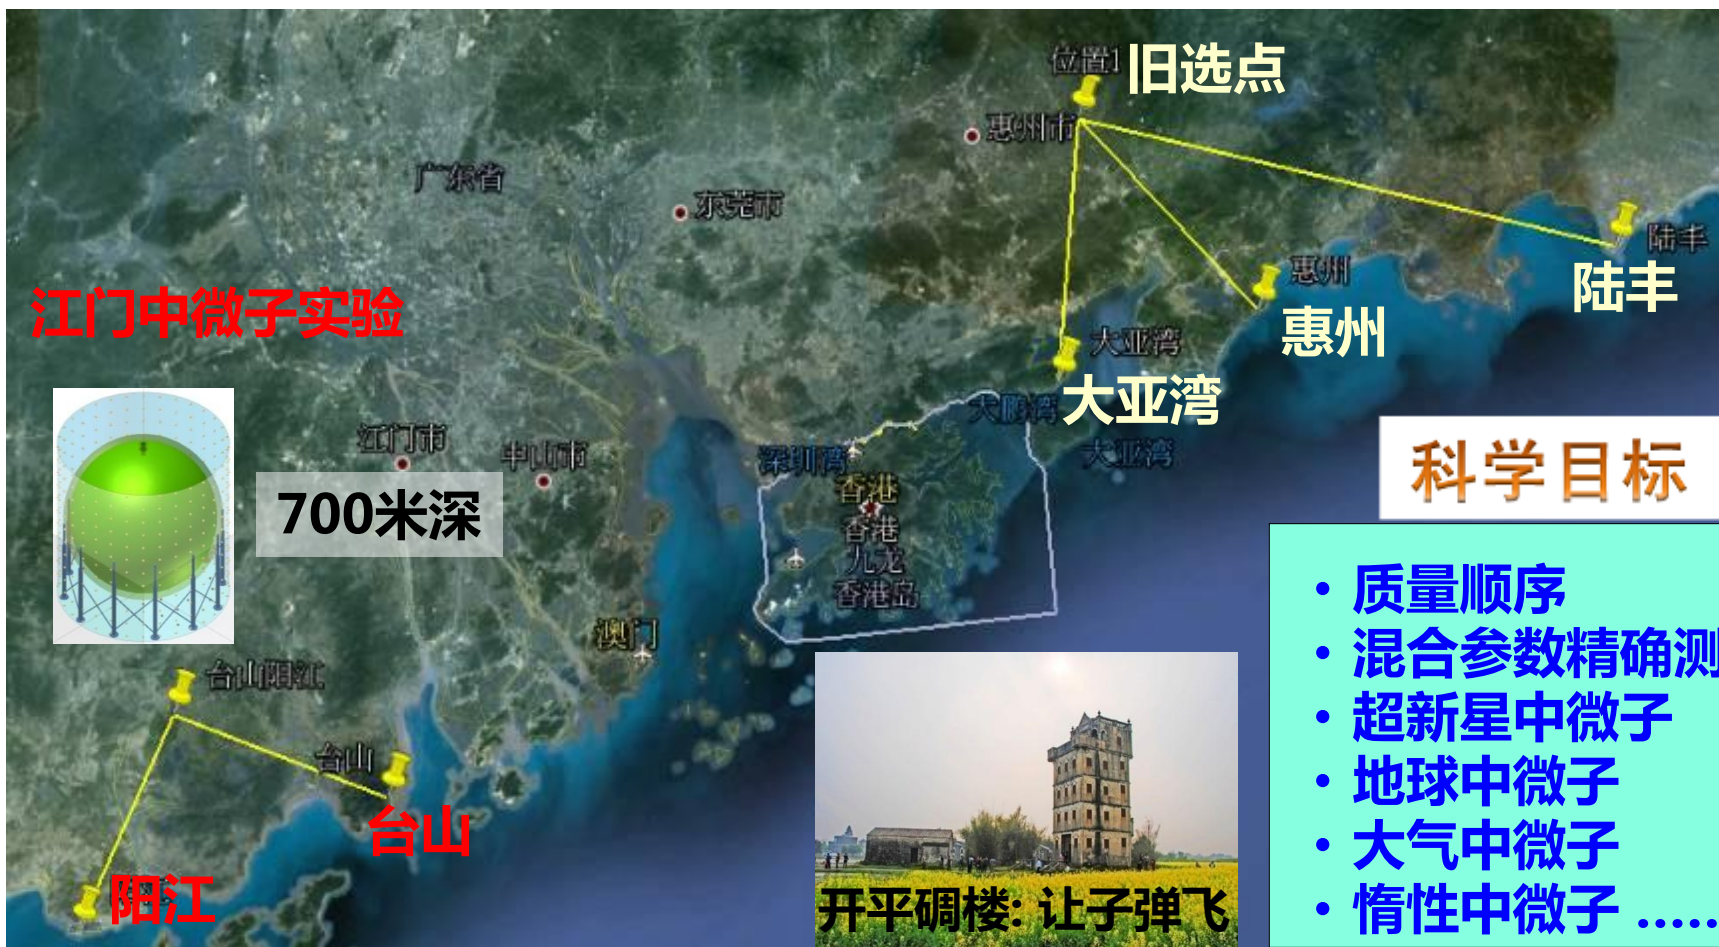 位置1
旧选点
惠州市
广东省
东莞市
陆丰
惠州
陆丰
江门中微子实验
惠州
大亚湾
大亚湾
大鹏湾
江门市
中山市
深圳湾
大亚湾
科学目标
700米深
香港
香港
九龙
香港岛
• 质量顺序
• 混合参数精确测
• 超新星中微子
• 地球中微子
• 大气中微子
• 惰性中微子 .....
澳门
台山阳江
台山
台山
阳江
开平碉楼: 让子弹飞